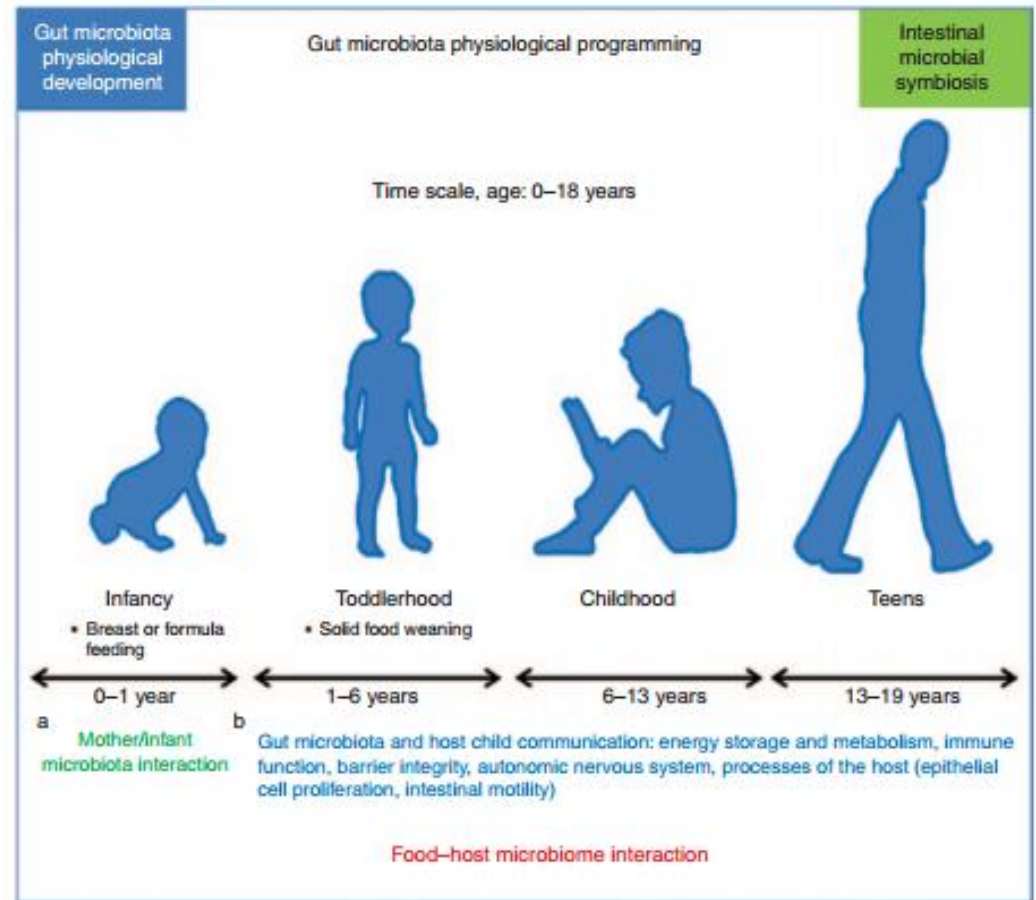 Gut microbiota
physiological
development
Gut microbiota physiological programming
Intestinal
microbial
symbiosis
Time scale, age: 0–18 years
Infancy
• Breast or formula
feeding
Toddlerhood
• Solid food weaning
Childhood
Teens
0–1 year
1–6 years
6–13 years
13–19 years
a
Mother/infant
microbiota interaction
b
Gut microbiota and host child communication: energy storage and metabolism, immune
function, barrier integrity, autonomic nervous system, processes of the host (epithelial
cell proliferation, intestinal motility)
Food–host microbiome interaction